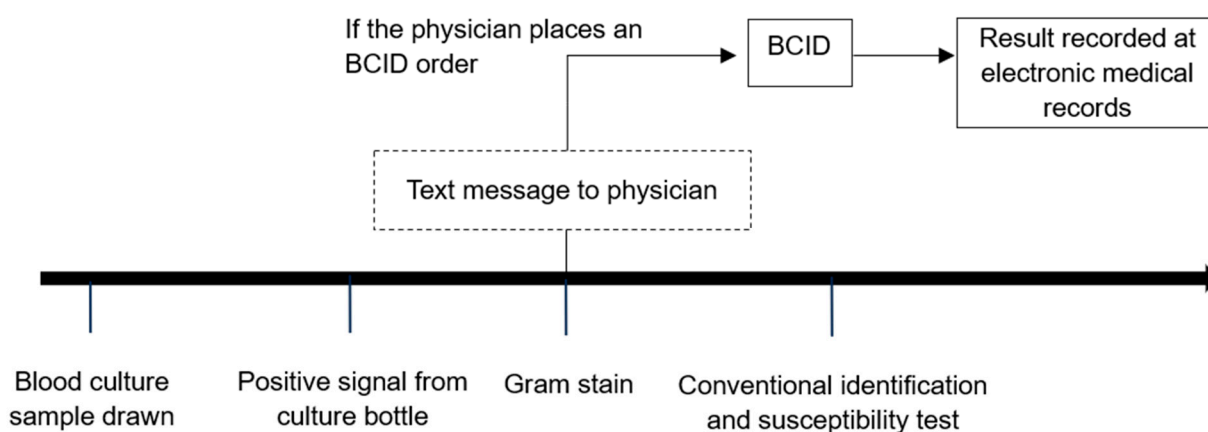 If the physician places an
BCID order
BCID
Result recorded at
electronic medical
records
Text message to physician
Blood culture
sample drawn
Positive signal from
culture bottle
Gram stain
Conventional identification
and susceptibility test